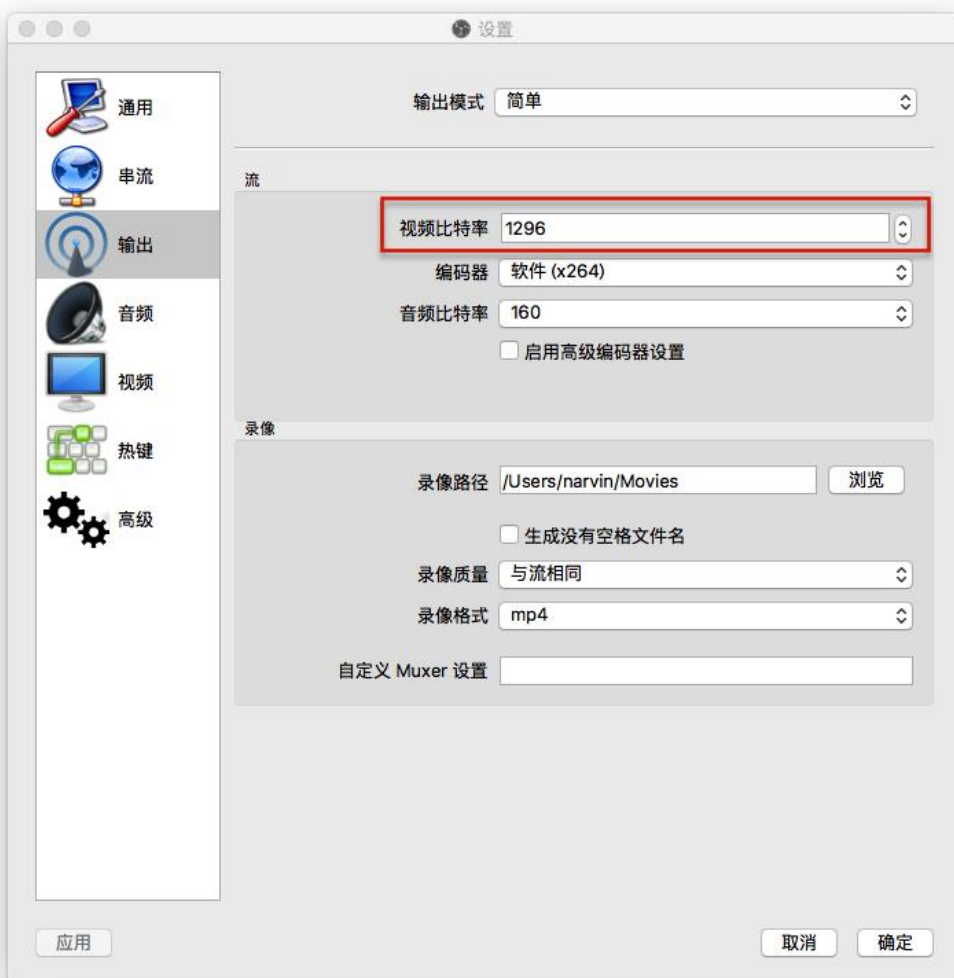 设置
通用
串流
输出
音频
视频
热键
高级
输出模式 简单
流
视频比特率 1296
编码器 软件 (x264)
音频比特率 160
启用高级编码器设置
录像
录像路径 /Users/narvin/Movies 浏览
生成没有空格文件名
录像质量 与流相同
录像格式 mp4
自定义 Muxer 设置
应用 取消 确定